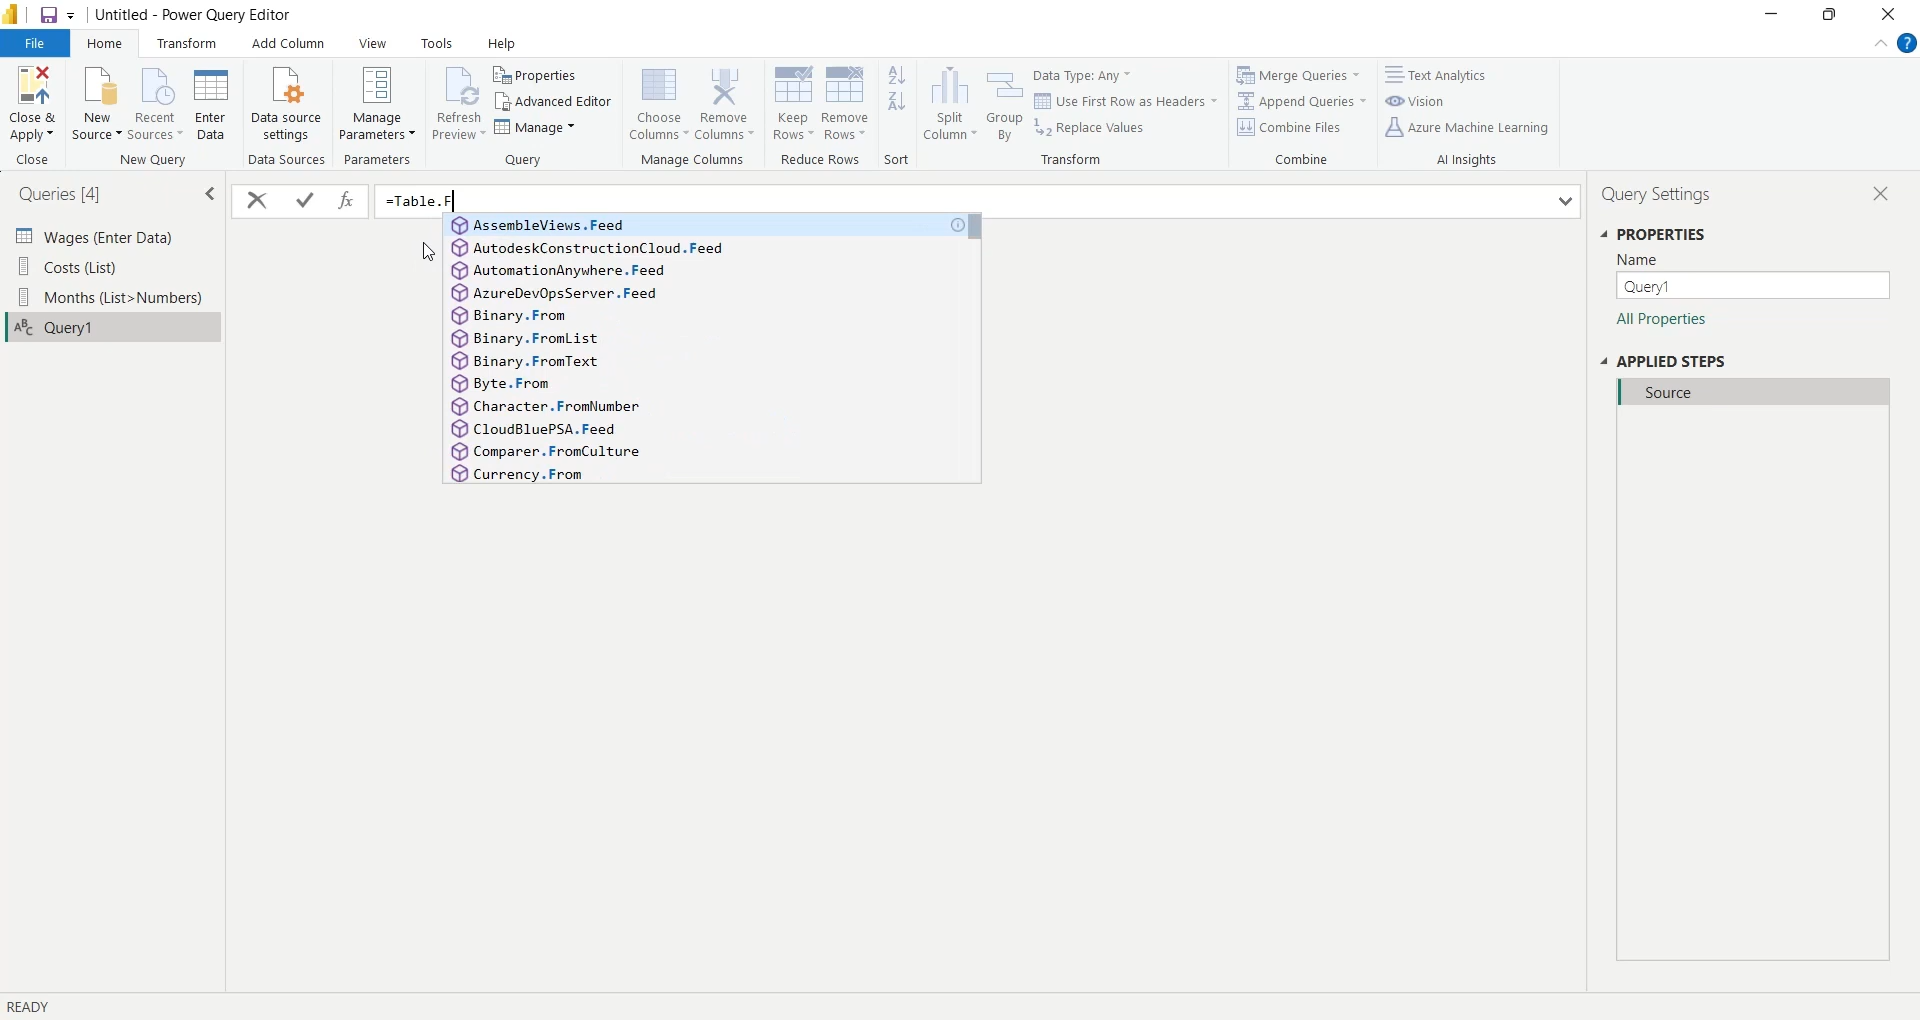 Untitled - Power Query Editor
File Home Transform Add Column View Tools Help
Close & Apply
Close
New Source
Recent Sources
Enter Data
New Query
Data source settings
Data Sources
Manage Parameters
Parameters
Refresh Preview
Properties
Advanced Editor
Manage
Query
Choose Columns
Remove Columns
Manage Columns
Keep Rows
Remove Rows
Reduce Rows
A
Z
Z
A
Sort
Split Column
Group By
Data Type: Any
Use First Row as Headers
1 2 Replace Values
Transform
Merge Queries
Append Queries
Combine Files
Combine
Text Analytics
Vision
Azure Machine Learning
AI Insights
?
Queries [4]
Wages (Enter Data)
Costs (List)
Months (List>Numbers)
ABC Query1
fx
=Table.F
AssembleViews.Feed
AutodeskConstructionCloud.Feed
AutomationAnywhere.Feed
AzureDevOpsServer.Feed
Binary.From
Binary.FromList
Binary.FromText
Byte.From
Character.FromNumber
CloudBluePSA.Feed
Comparer.FromCulture
Currency.From
Query Settings
PROPERTIES
Name
Query1
All Properties
APPLIED STEPS
Source
READY